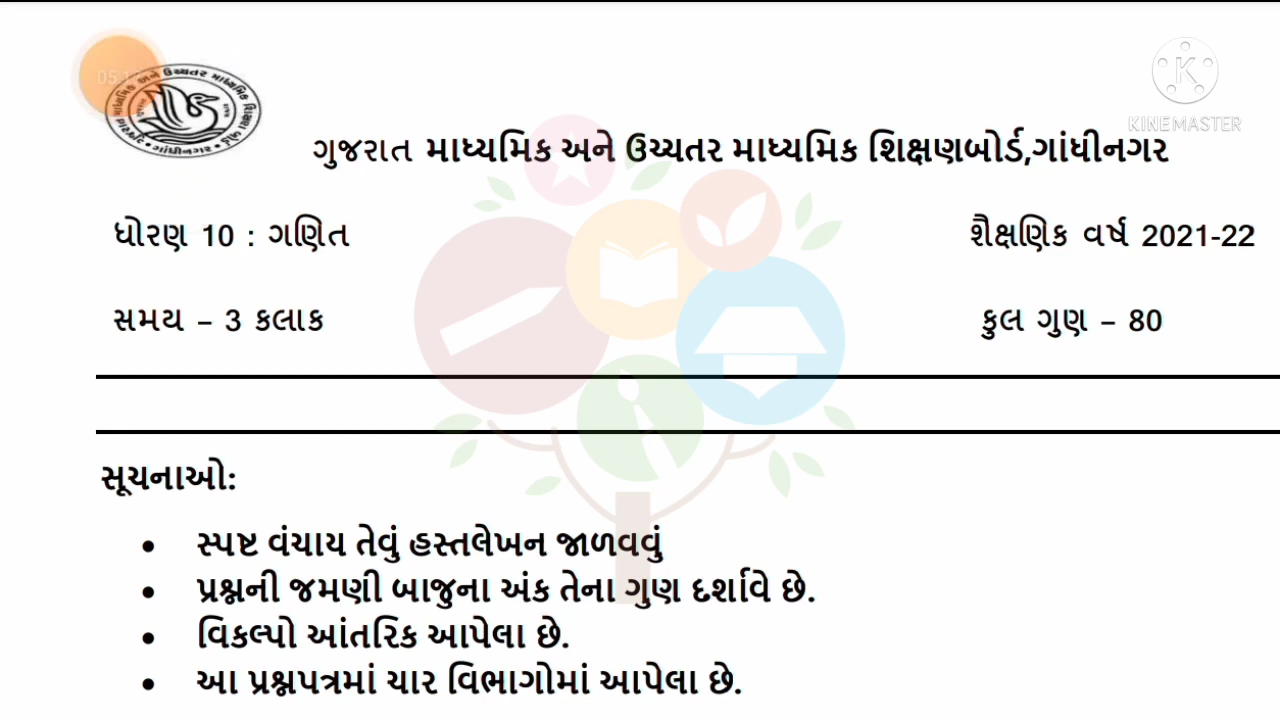 KINEMASTER
ગુજરાત માધ્યમિક અને ઉચ્ચતર માધ્યમિક શિક્ષણબોર્ડ,ગાંધીનગર
ધોરણ 10 : ગણિત શૈક્ષણિક વર્ષ 2021-22
સમય – 3 કલાક કુલ ગુણ – 80
સૂચનાઓ:
• સ્પષ્ટ વંચાય તેવું હસ્તલેખન જાળવવું
• પ્રશ્નની જમણી બાજુના અંક તેના ગુણ દર્શાવે છે.
• વિકલ્પો આંતરિક આપેલા છે.
• આ પ્રશ્નપત્રમાં ચાર વિભાગોમાં આપેલા છે.